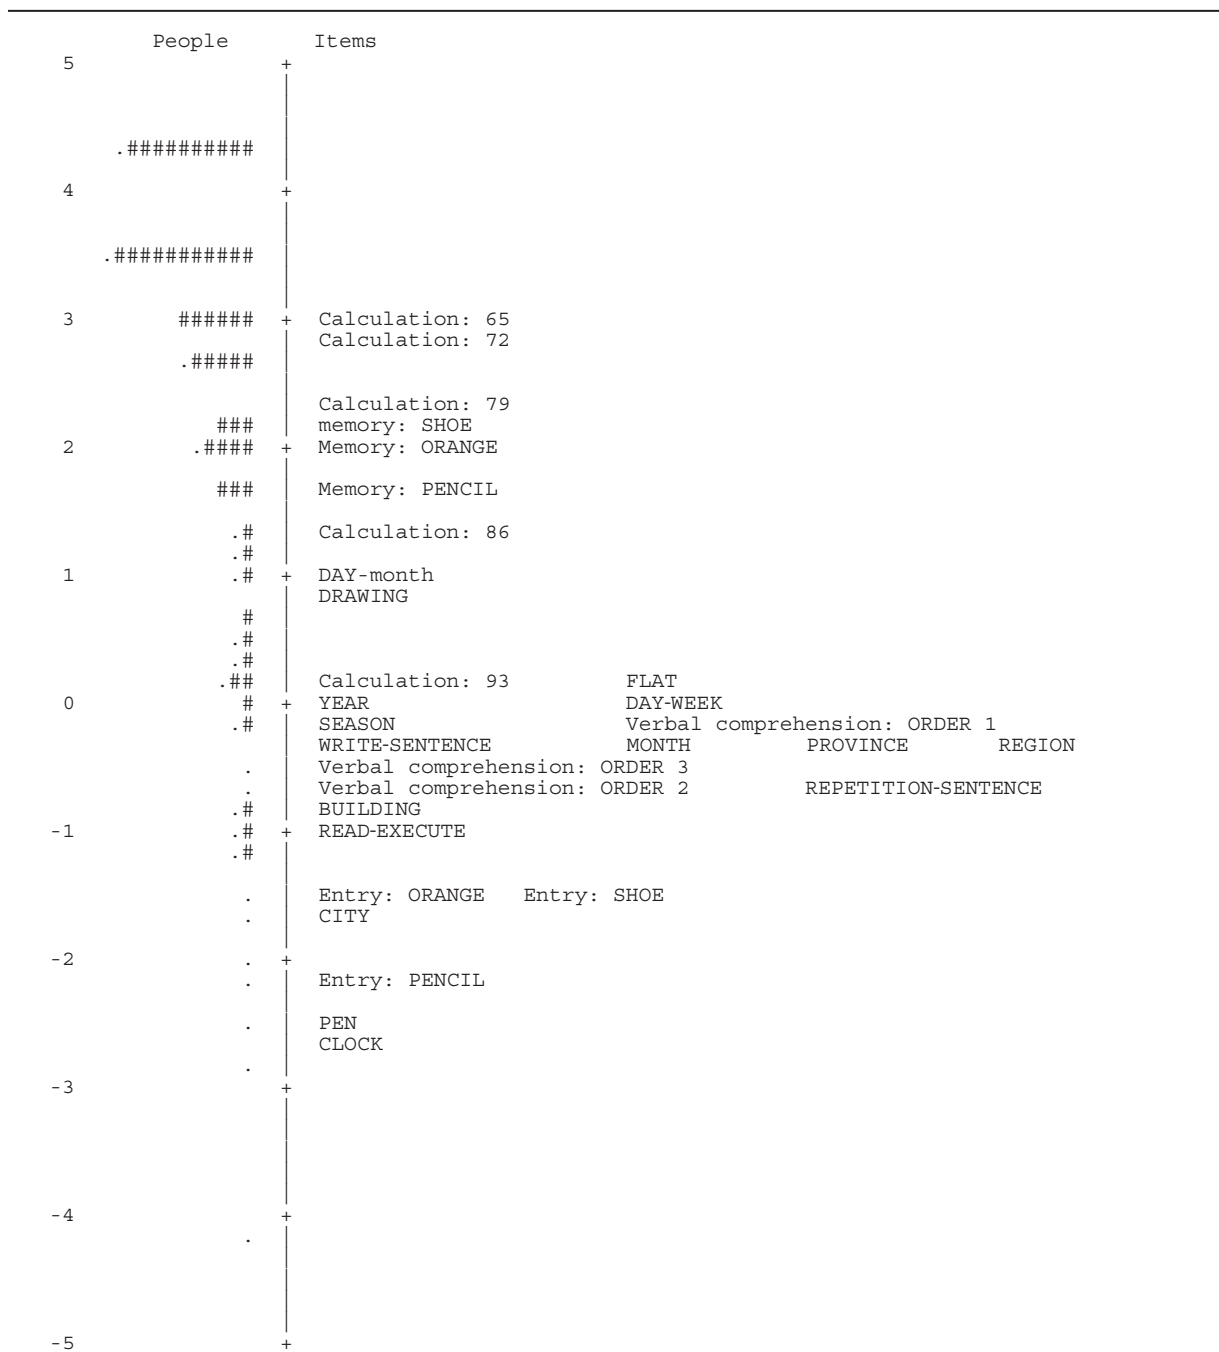 People Items
5 +
.##########
4 +
.###########
3 ###### + Calculation: 65
Calculation: 72
.#####
Calculation: 79
### memory: SHOE
2 .#### + Memory: ORANGE
### Memory: PENCIL
.# Calculation: 86
.#
1 .# + DAY-month
DRAWING
#
.#
.#
.## Calculation: 93 FLAT
0 # + YEAR DAY-WEEK
.# SEASON Verbal comprehension: ORDER 1
WRITE-SENTENCE MONTH PROVINCE REGION
. Verbal comprehension: ORDER 3
. Verbal comprehension: ORDER 2 REPETITION-SENTENCE
.# BUILDING
-1 .# + READ-EXECUTE
.#
. Entry: ORANGE Entry: SHOE
. CITY
-2 . +
. Entry: PENCIL
. PEN
CLOCK
.
-3 +
-4 +
.
-5 +